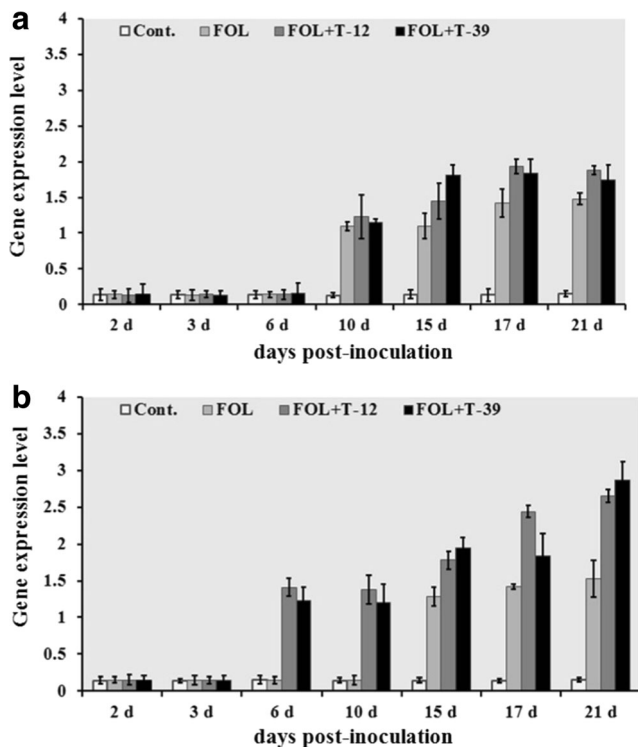 a
Gene expression level
4
3.5
3
2.5
2
1.5
1
0.5
0
Cont. FOL FOL+T-12 FOL+T-39
2 d 3 d 6 d 10 d 15 d 17 d 21 d
days post-inoculation
b
Gene expression level
4
3.5
3
2.5
2
1.5
1
0.5
0
Cont. FOL FOL+T-12 FOL+T-39
2 d 3 d 6 d 10 d 15 d 17 d 21 d
days post-inoculation